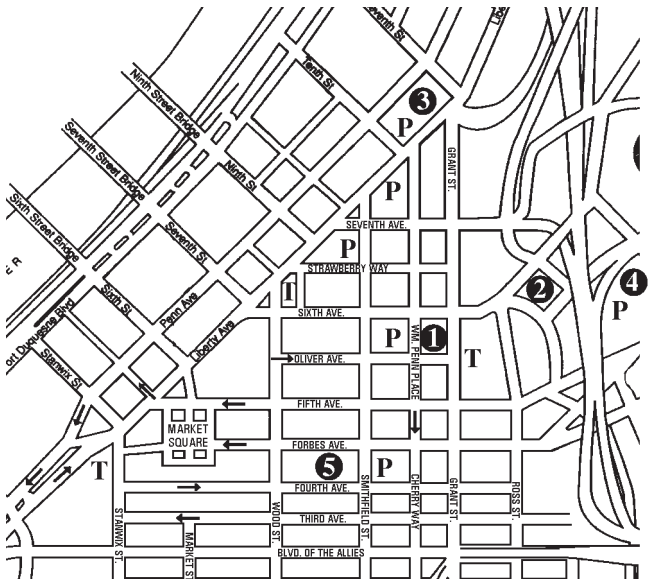 Seventh St
Liber
Tenth St
Ninth Street Bridge
3
P
Seventh Street Bridge
Ninth St
GRANT ST.
P
Sixth Street Bridge
Seventh St
SEVENTH AVE.
P
STRAWBERRY WAY
R
Sixth St
Penn Ave
T
2
4
P
ort Duquesne Blvd
Liberty Ave
SIXTH AVE.
P
1
WM. PENN PLACE
T
Stanwix St
OLIVER AVE.
FIFTH AVE.
MARKET
SQUARE
FORBES AVE.
T
5
P
FOURTH AVE.
STANWIX ST.
WOOD ST.
SMITHFIELD ST.
CHERRY WAY
GRANT ST.
ROSS ST.
THIRD AVE.
MARKET S
BLVD. OF THE ALLIES